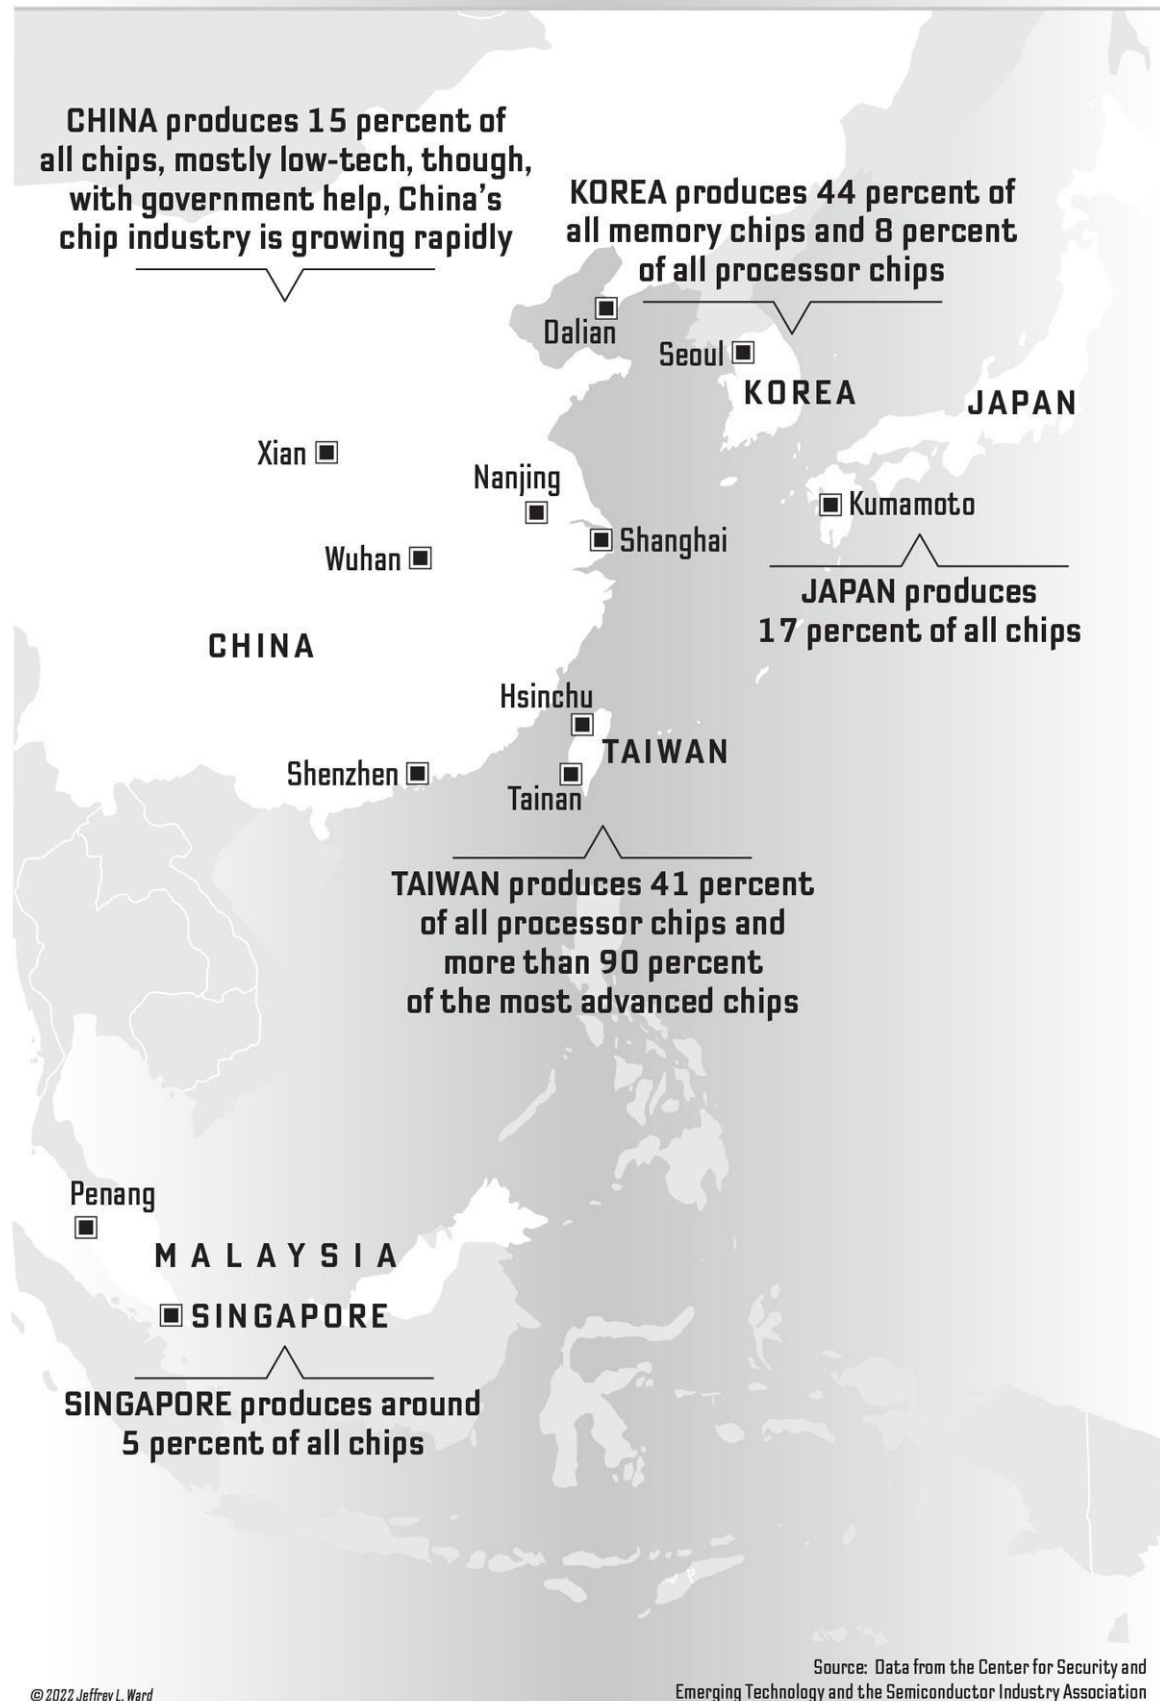 CHINA produces 15 percent of
all chips, mostly low-tech, though,
with government help, China's
chip industry is growing rapidly
KOREA produces 44 percent of
all memory chips and 8 percent
of all processor chips
Dalian
Seoul
KOREA
JAPAN
Xian
Nanjing
Kumamoto
Shanghai
Wuhan
JAPAN produces
17 percent of all chips
CHINA
Hsinchu
TAIWAN
Shenzhen
Tainan
TAIWAN produces 41 percent
of all processor chips and
more than 90 percent
of the most advanced chips
Penang
MALAYSIA
SINGAPORE
SINGAPORE produces around
5 percent of all chips
Source: Data from the Center for Security and
Emerging Technology and the Semiconductor Industry Association
© 2022 Jeffrey L. Ward